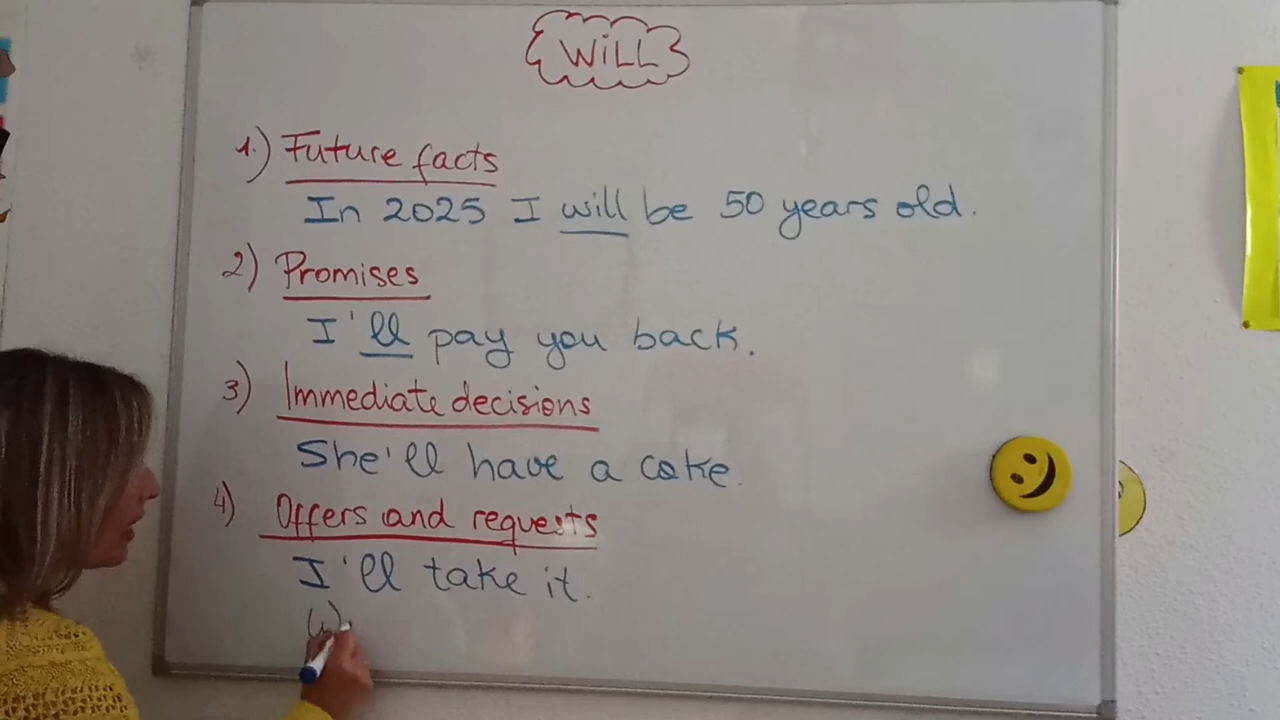 WiLL
1.) Future facts
In 2025 I will be 50 years old.
2) Promises
I'll pay you back.
3) Immediate decisions
She'll have a cake.
4) Offers and requests
I'll take it.